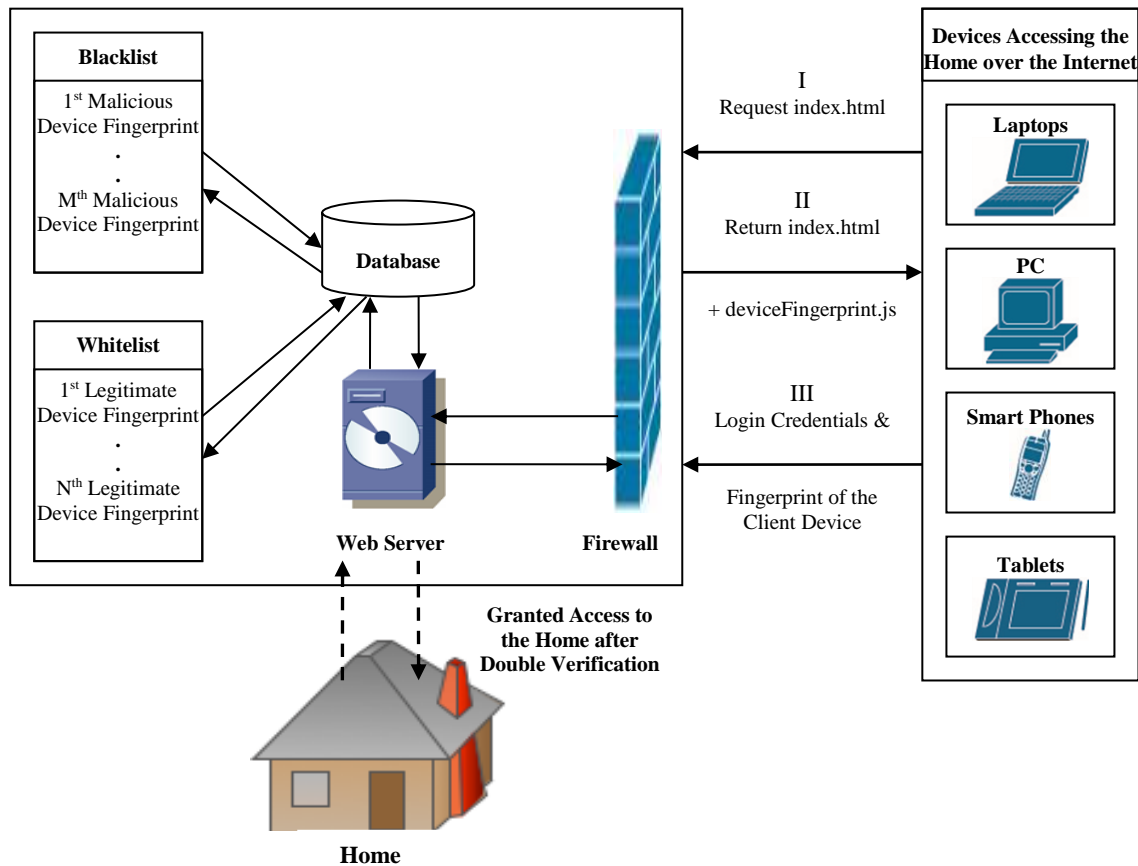 Blacklist
1st Malicious
Device Fingerprint
.
.
Mth Malicious
Device Fingerprint
Whitelist
1st Legitimate
Device Fingerprint
.
.
Nth Legitimate
Device Fingerprint
Database
Web Server
Firewall
I
Request index.html
II
Return index.html
+ deviceFingerprint.js
III
Login Credentials &
Fingerprint of the
Client Device
Devices Accessing the
Home over the Internet
Laptops
PC
Smart Phones
Tablets
Granted Access to
the Home after
Double Verification
Home